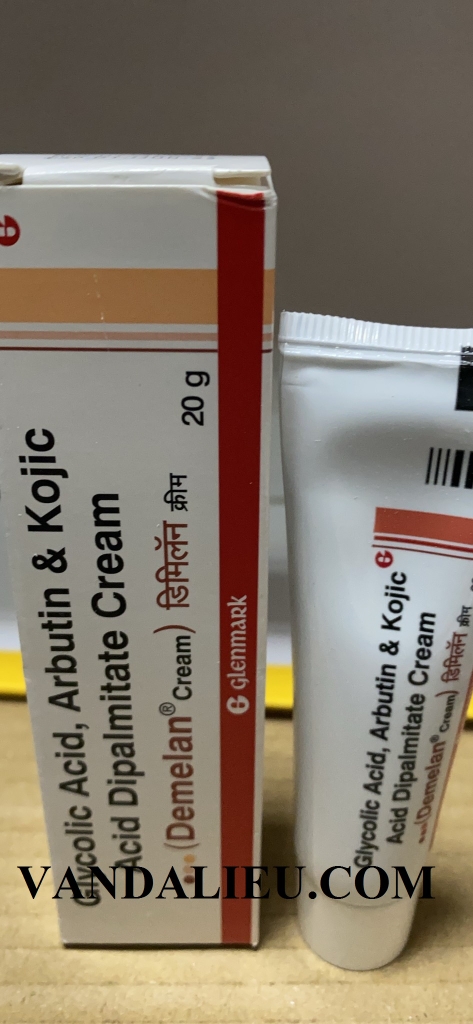 Glycolic Acid, Arbutin & Kojic
Acid Dipalmitate Cream
(Demelan® Cream) डिमिलॅन क्रीम
20 g
G glenmark
Glycolic Acid, Arbutin & Kojic
Acid Dipalmitate Cream
(Demelan® Cream) डिमिलॅन क्रीम
VANDALIEU.COM